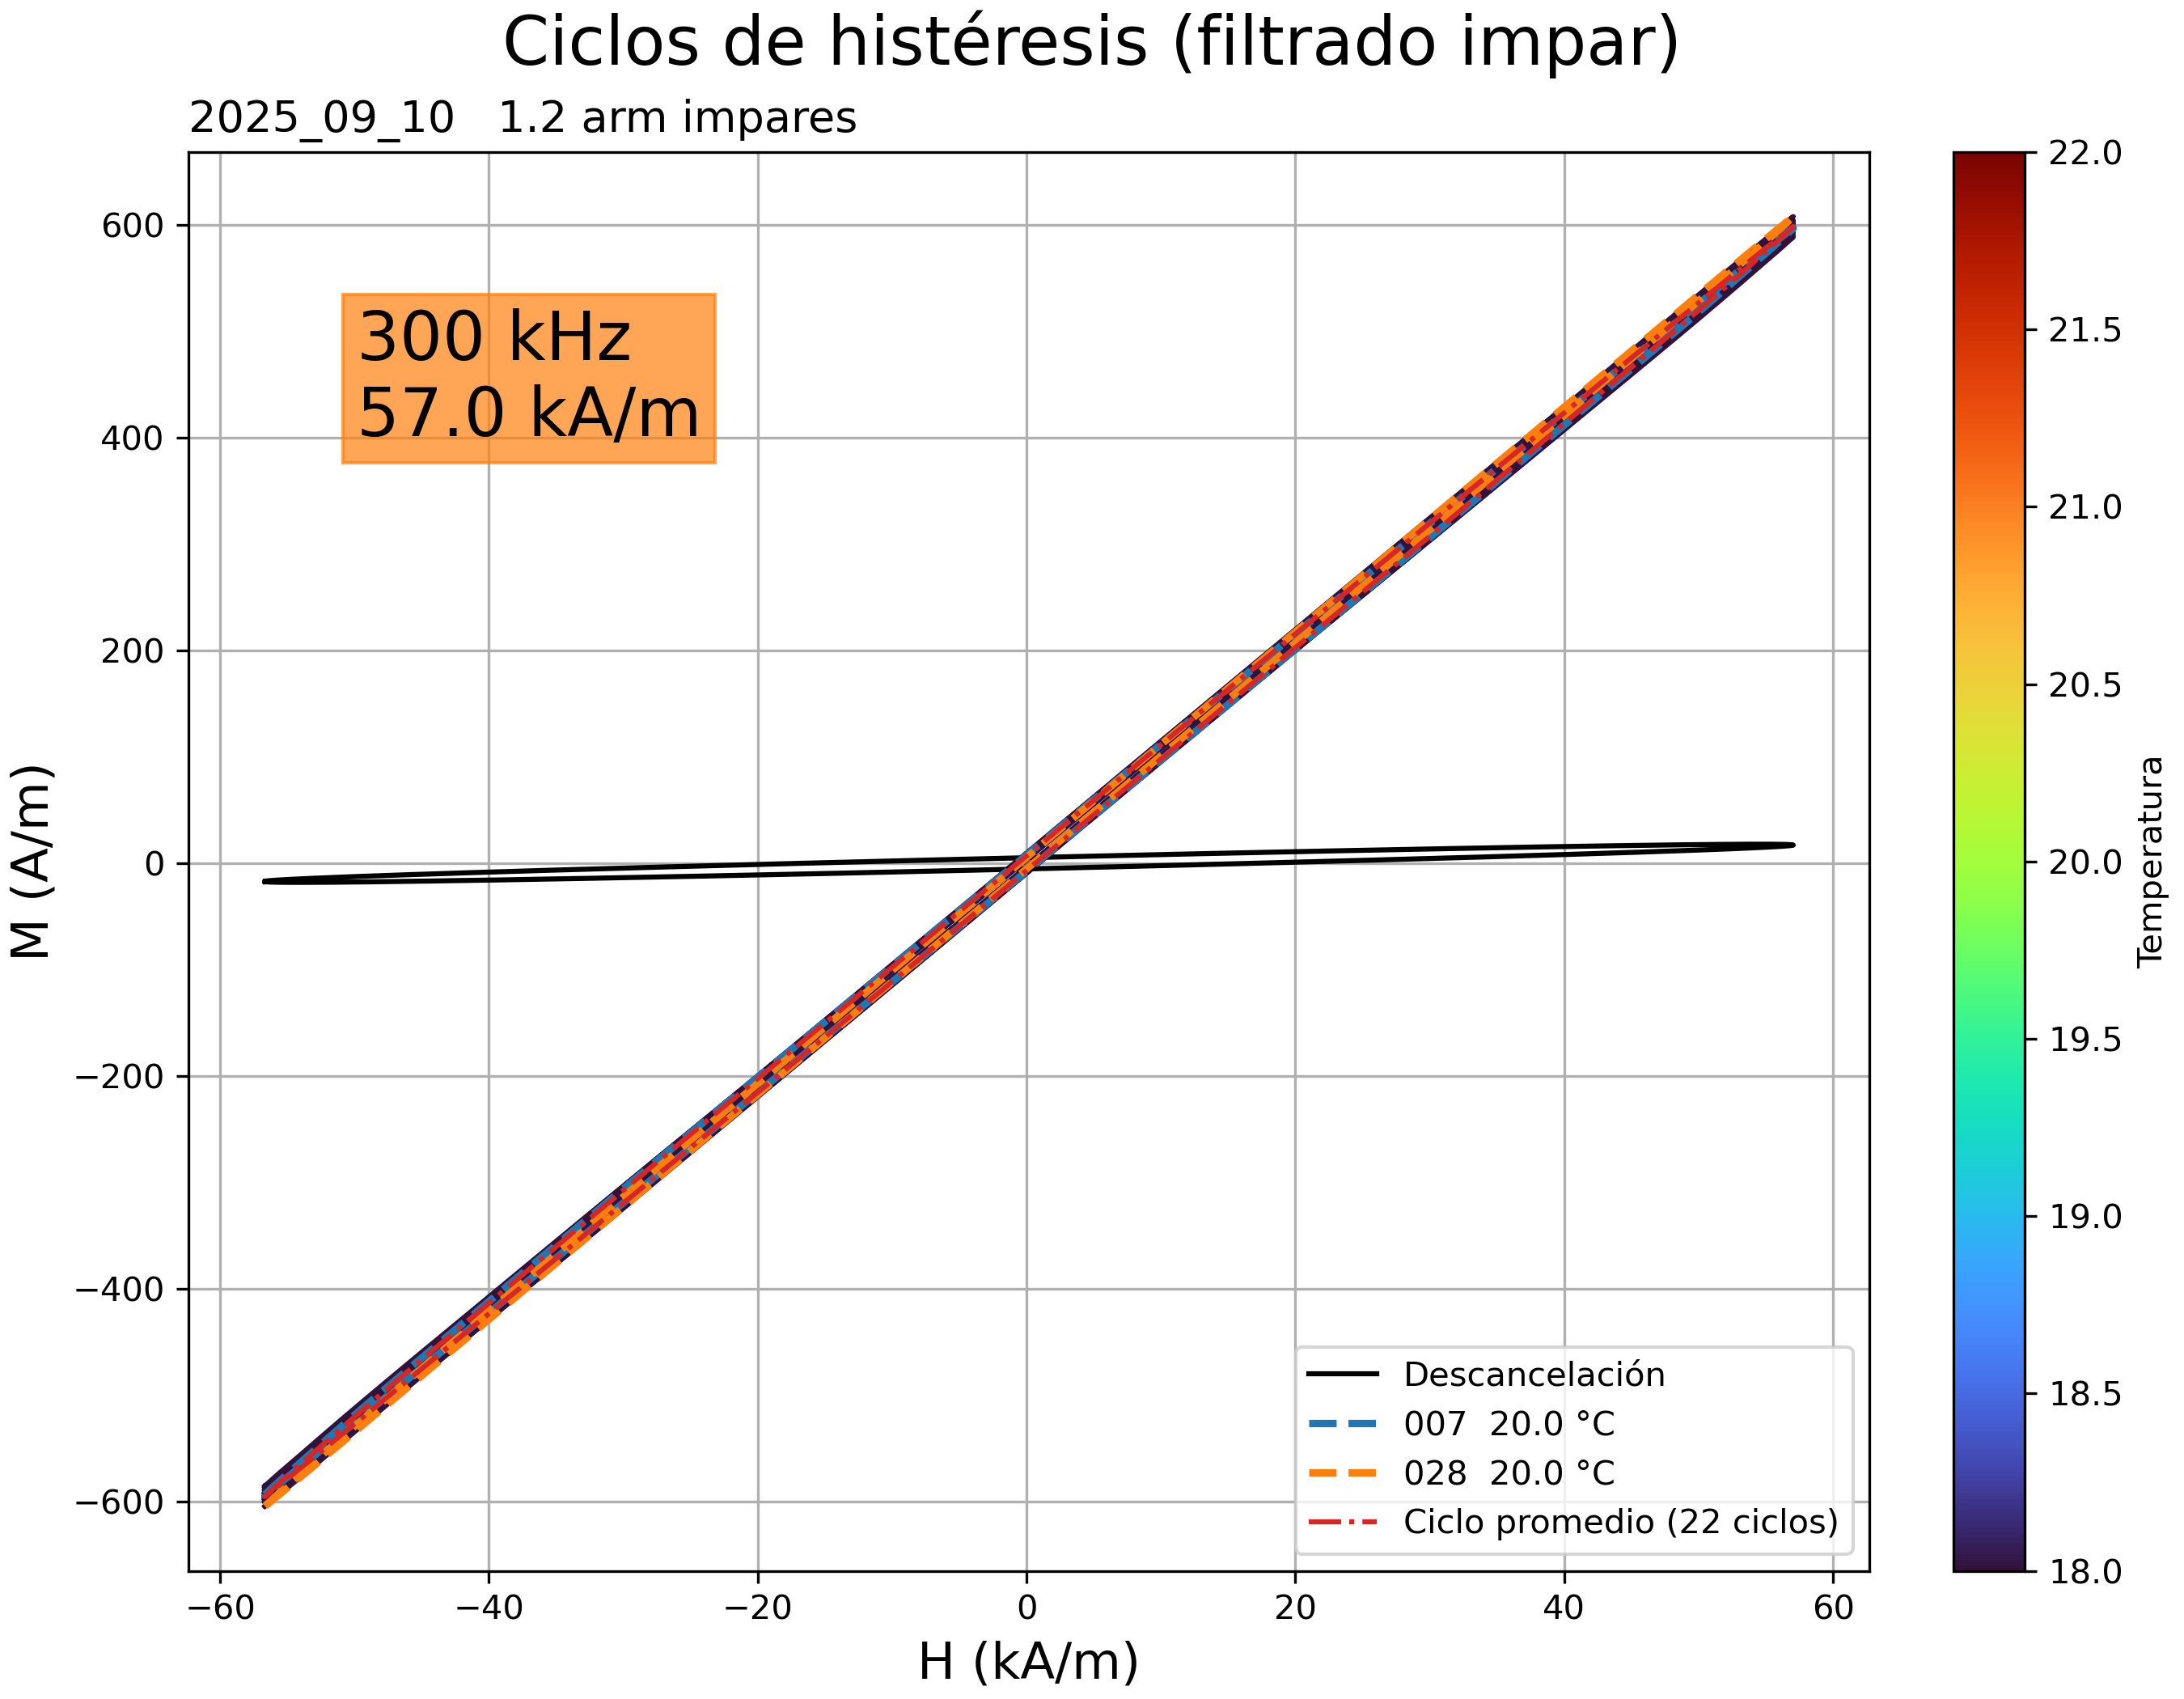 Ciclos de histéresis (filtrado impar)
2025_09_10   1.2 arm impares
300 kHz
57.0 kA/m
M (A/m)
600
400
200
0
−200
−400
−600
−60
−40
−20
0
20
40
60
H (kA/m)
Descancelación
007  20.0 °C
028  20.0 °C
Ciclo promedio (22 ciclos)
22.0
21.5
21.0
20.5
20.0
19.5
19.0
18.5
18.0
Temperatura